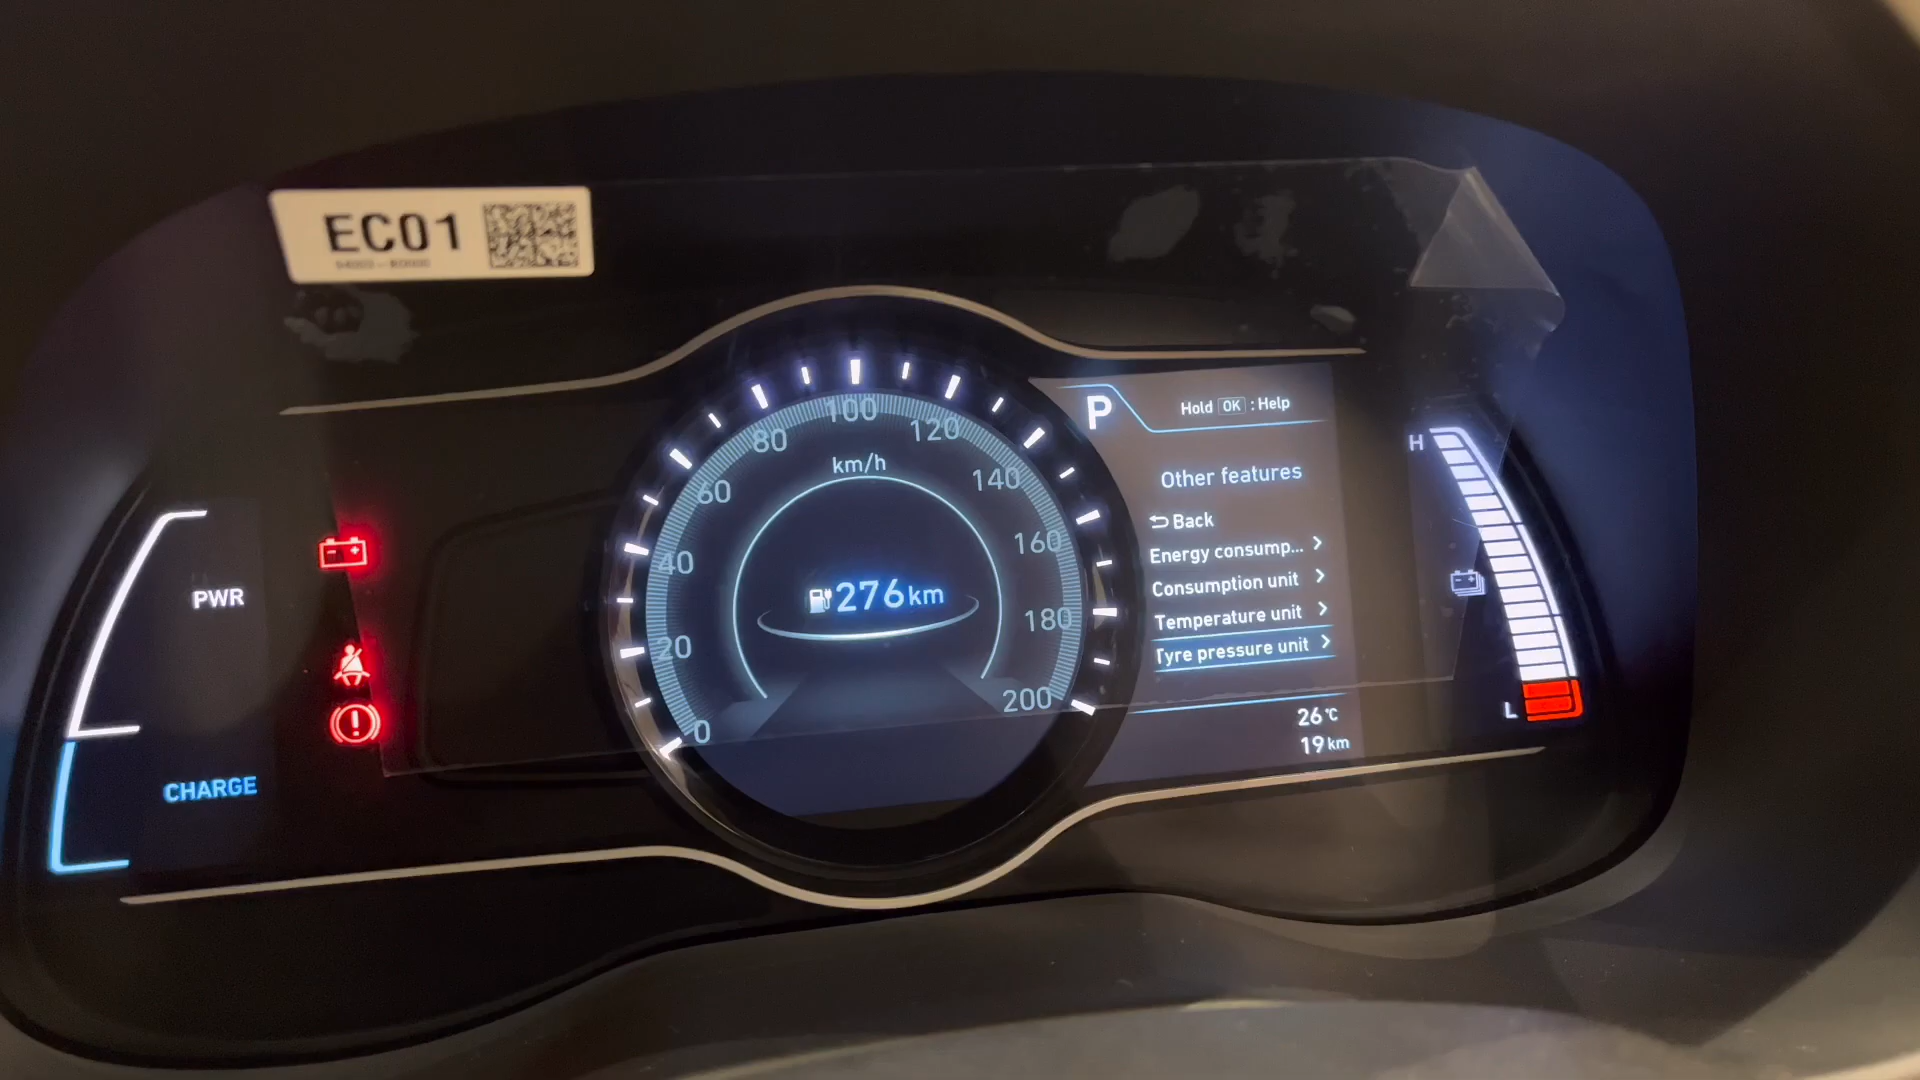 EC01
P
Hold OK : Help
Other features
Back
Energy consump...
Consumption unit
Temperature unit
Tyre pressure unit
26°C
19 km
km/h
0
20
40
60
80
100
120
140
160
180
200
276 km
PWR
CHARGE
H
L